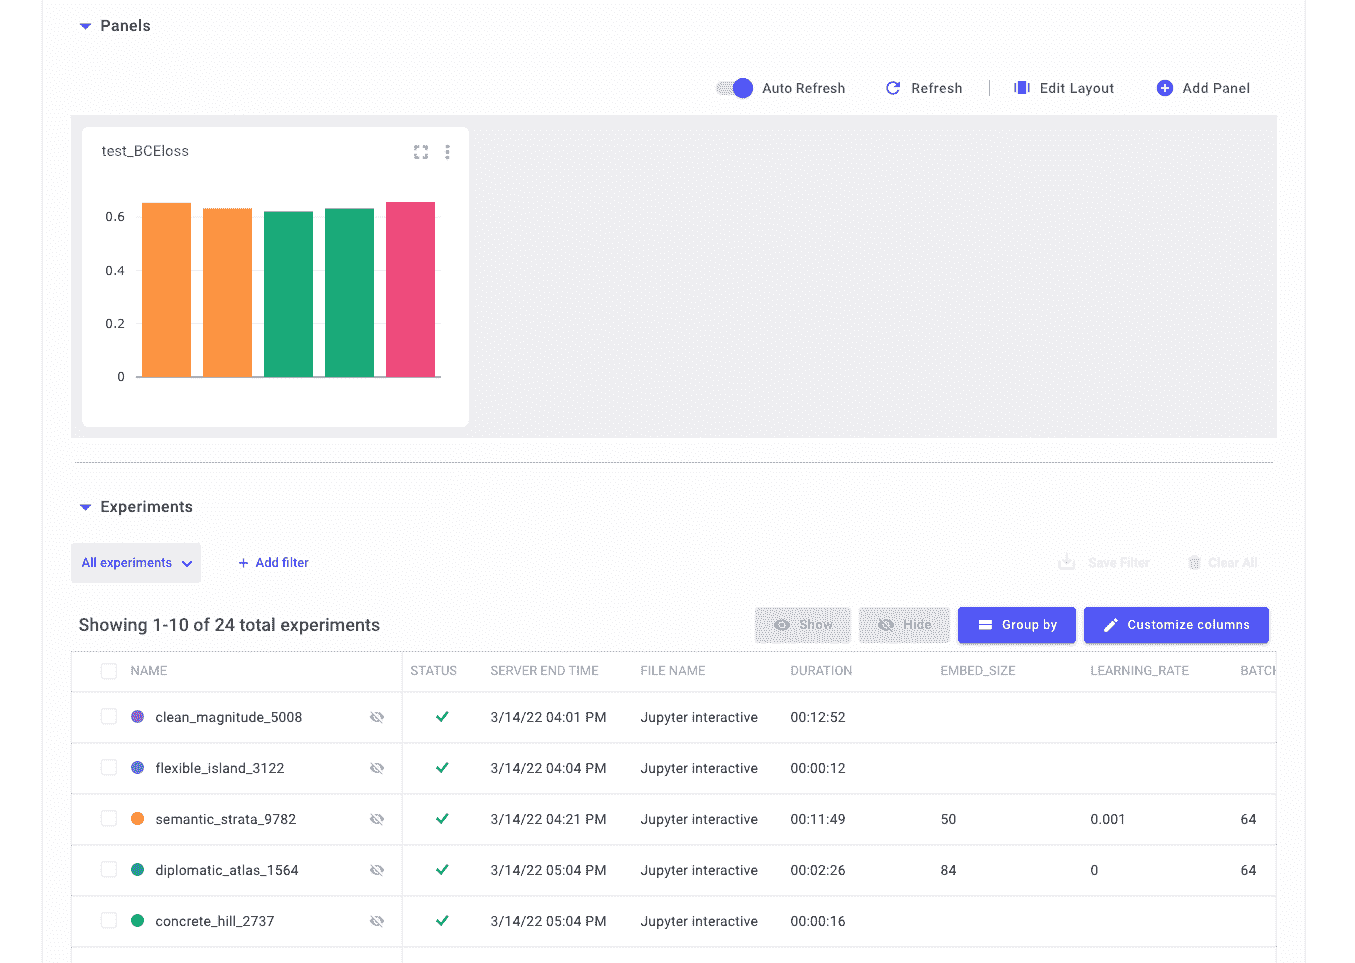 Panels
Auto Refresh Refresh Edit Layout Add Panel
test_BCEloss
0.6
0.4
0.2
0
Experiments
All experiments + Add filter Save Filter Clear All
Showing 1-10 of 24 total experiments Show Hide Group by Customize columns
NAME STATUS SERVER END TIME FILE NAME DURATION EMBED_SIZE LEARNING_RATE BATCH
clean_magnitude_5008 3/14/22 04:01 PM Jupyter interactive 00:12:52
flexible_island_3122 3/14/22 04:04 PM Jupyter interactive 00:00:12
semantic_strata_9782 3/14/22 04:21 PM Jupyter interactive 00:11:49 50 0.001 64
diplomatic_atlas_1564 3/14/22 05:04 PM Jupyter interactive 00:02:26 84 0 64
concrete_hill_2737 3/14/22 05:04 PM Jupyter interactive 00:00:16